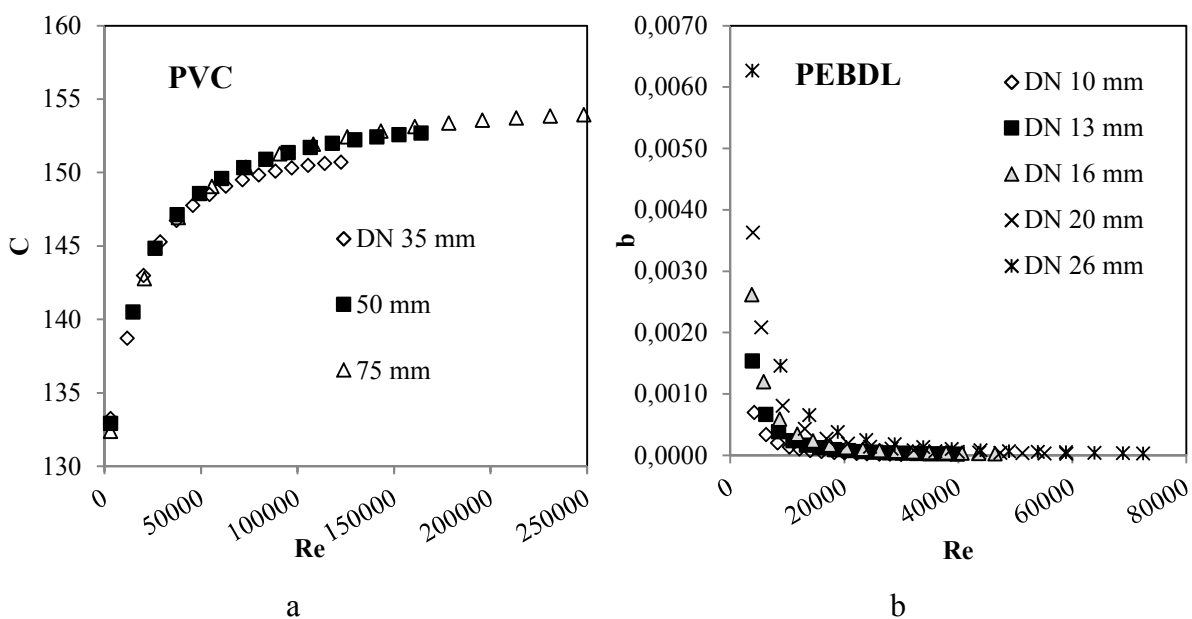 PVC
C
160
155
150
145
140
135
130
DN 35 mm
50 mm
75 mm
0
50000
100000
150000
200000
250000
Re
a
PEBDL
b
0,0070
0,0060
0,0050
0,0040
0,0030
0,0020
0,0010
0,0000
DN 10 mm
DN 13 mm
DN 16 mm
DN 20 mm
DN 26 mm
0
20000
40000
60000
80000
Re
b